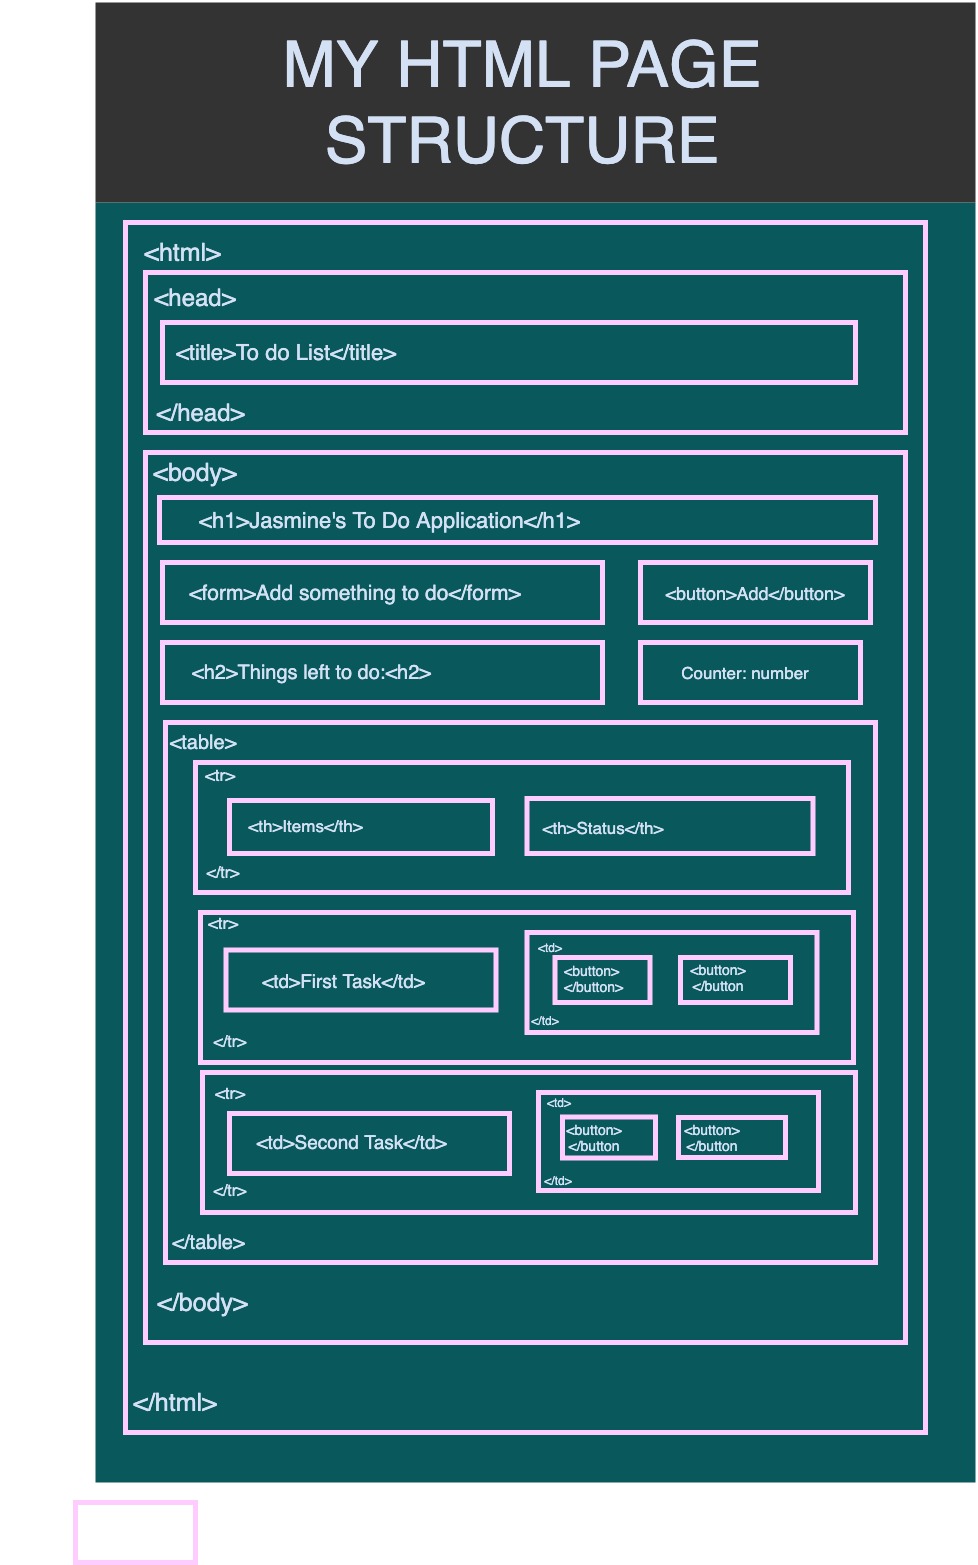 MY HTML PAGE
STRUCTURE
<html>
<head>
<title>To do List</title>
</head>
<body>
<h1>Jasmine's To Do Application</h1>
<form>Add something to do</form>
<button>Add</button>
<h2>Things left to do:<h2>
Counter: number
<table>
<tr>
<th>Items</th>
<th>Status</th>
</tr>
<tr>
<td>First Task</td>
<td>
<button>
</button>
<button>
</button
</td>
</tr>
<tr>
<td>Second Task</td>
<td>
<button>
</button
<button>
</button
</td>
</tr>
</table>
</body>
</html>